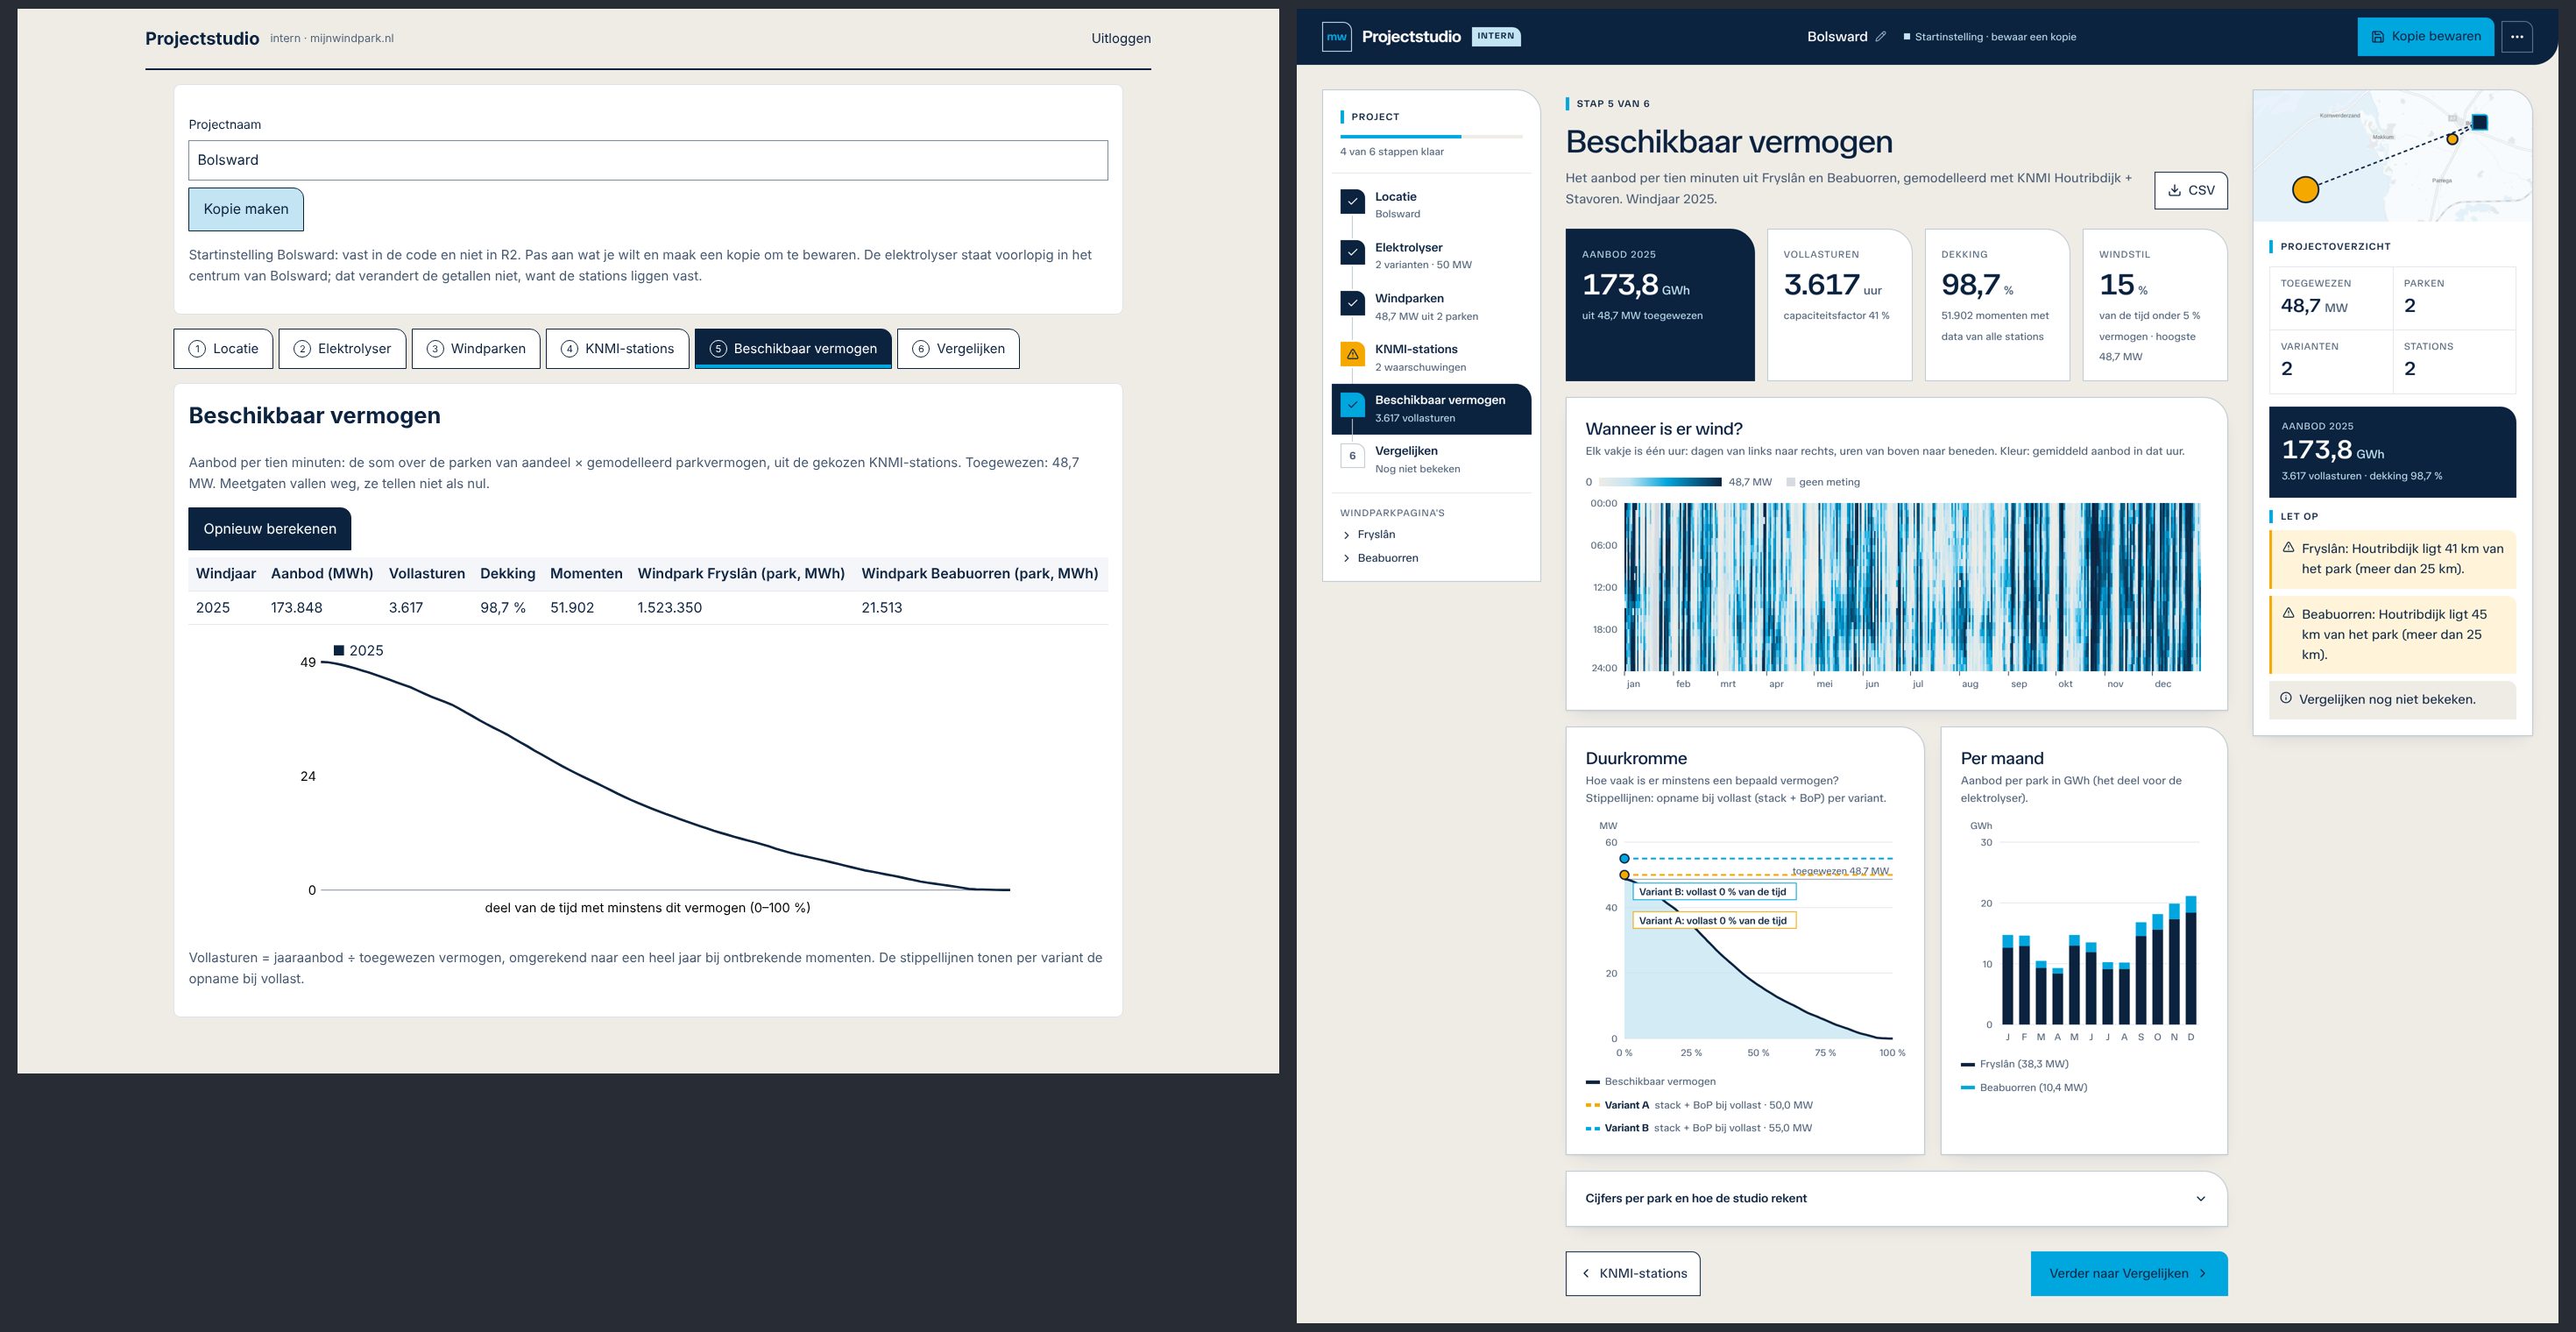 Projectstudio intern · mijnwindpark.nl
Uitloggen
Projectnaam
Bolsward
Kopie maken
Startinstelling Bolsward: vast in de code en niet in R2. Pas aan wat je wilt en maak een kopie om te bewaren. De elektrolyser staat voorlopig in het
centrum van Bolsward; dat verandert de getallen niet, want de stations liggen vast.
1 Locatie
2 Elektrolyser
3 Windparken
4 KNMI-stations
5 Beschikbaar vermogen
6 Vergelijken
Beschikbaar vermogen
Aanbod per tien minuten: de som over de parken van aandeel × gemodelleerd parkvermogen, uit de gekozen KNMI-stations. Toegewezen: 48,7
MW. Meetgaten vallen weg, ze tellen niet als nul.
Opnieuw berekenen
Windjaar Aanbod (MWh) Vollasturen Dekking Momenten Windpark Fryslân (park, MWh) Windpark Beabuorren (park, MWh)
2025 173.848 3.617 98,7 % 51.902 1.523.350 21.513
2025
49
24
0
deel van de tijd met minstens dit vermogen (0–100 %)
Vollasturen = jaaraanbod ÷ toegewezen vermogen, omgerekend naar een heel jaar bij ontbrekende momenten. De stippellijnen tonen per variant de
opname bij vollast.
mw Projectstudio INTERN
Bolsward
Startinstelling · bewaar een kopie
Kopie bewaren
PROJECT
4 van 6 stappen klaar
Locatie
Bolsward
Elektrolyser
2 varianten · 50 MW
Windparken
48,7 MW uit 2 parken
KNMI-stations
2 waarschuwingen
Beschikbaar vermogen
3.617 vollasturen
6
Vergelijken
Nog niet bekeken
WINDPARKPAGINA'S
Fryslân
Beabuorren
STAP 5 VAN 6
Beschikbaar vermogen
Het aanbod per tien minuten uit Fryslân en Beabuorren, gemodelleerd met KNMI Houtribdijk +
Stavoren. Windjaar 2025.
CSV
AANBOD 2025
173,8 GWh
uit 48,7 MW toegewezen
VOLLASTUREN
3.617 uur
capaciteitsfactor 41 %
DEKKING
98,7 %
51.902 momenten met
data van alle stations
WINDSTIL
15 %
van de tijd onder 5 %
vermogen · hoogste
48,7 MW
Wanneer is er wind?
Elk vakje is één uur: dagen van links naar rechts, uren van boven naar beneden. Kleur: gemiddeld aanbod in dat uur.
0 48,7 MW geen meting
00:00
06:00
12:00
18:00
24:00
jan feb mrt apr mei jun jul aug sep okt nov dec
Duurkromme
Hoe vaak is er minstens een bepaald vermogen?
Stippellijnen: opname bij vollast (stack + BoP) per variant.
MW
60
toegewezen 48,7 MW
Variant B: vollast 0 % van de tijd
40
Variant A: vollast 0 % van de tijd
20
0
0 % 25 % 50 % 75 % 100 %
Beschikbaar vermogen
Variant A stack + BoP bij vollast · 50,0 MW
Variant B stack + BoP bij vollast · 55,0 MW
Per maand
Aanbod per park in GWh (het deel voor de
elektrolyser).
GWh
30
20
10
0
J F M A M J J A S O N D
Fryslân (38,3 MW)
Beabuorren (10,4 MW)
Cijfers per park en hoe de studio rekent
KNMI-stations
Verder naar Vergelijken
Kornwerderzand
Makkum
Parrega
PROJECTOVERZICHT
TOEGEWEZEN
48,7 MW
PARKEN
2
VARIANTEN
2
STATIONS
2
AANBOD 2025
173,8 GWh
3.617 vollasturen · dekking 98,7 %
LET OP
Fryslân: Houtribdijk ligt 41 km van
het park (meer dan 25 km).
Beabuorren: Houtribdijk ligt 45
km van het park (meer dan 25
km).
Vergelijken nog niet bekeken.